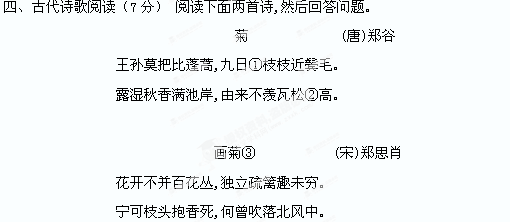 四、古代诗歌阅读（7分） 阅读下面两首诗,然后回答问题。
菊 (唐)郑谷
王孙莫把比蓬蒿,九日①枝枝近鬓毛。
露湿秋香满池岸,由来不羡瓦松②高。
画菊③ (宋)郑思肖
花开不并百花丛,独立疏篱趣未穷。
宁可枝头抱香死,何曾吹落北风中。